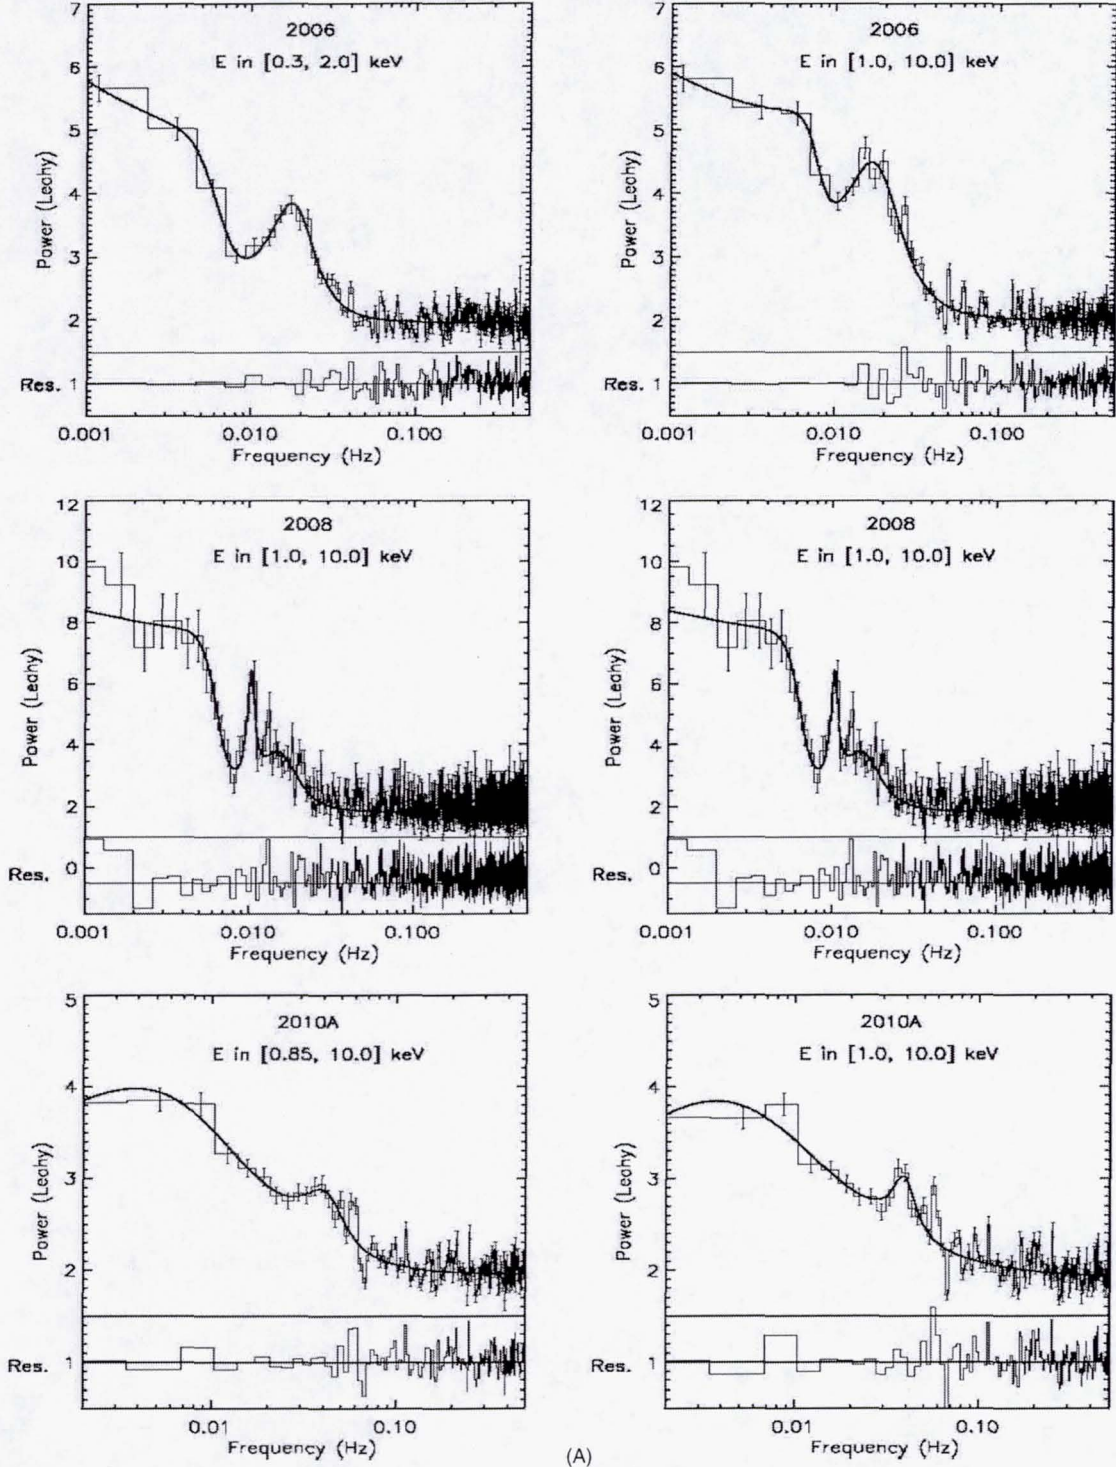 7
6
5
4
3
2
Res. 1
Power (Leahy)
2006
E in [0.3, 2.0] keV
0.001
0.010
0.100
Frequency (Hz)
7
6
5
4
3
2
Res. 1
Power (Leahy)
2006
E in [1.0, 10.0] keV
0.001
0.010
0.100
Frequency (Hz)
12
10
8
6
4
2
Res. 0
Power (Leahy)
2008
E in [1.0, 10.0] keV
0.001
0.010
0.100
Frequency (Hz)
12
10
8
6
4
2
Res. 0
Power (Leahy)
2008
E in [1.0, 10.0] keV
0.001
0.010
0.100
Frequency (Hz)
5
4
3
2
Res. 1
Power (Leahy)
2010A
E in [0.85, 10.0] keV
0.01
0.10
Frequency (Hz)
5
4
3
2
Res. 1
Power (Leahy)
2010A
E in [1.0, 10.0] keV
0.01
0.10
Frequency (Hz)
(A)